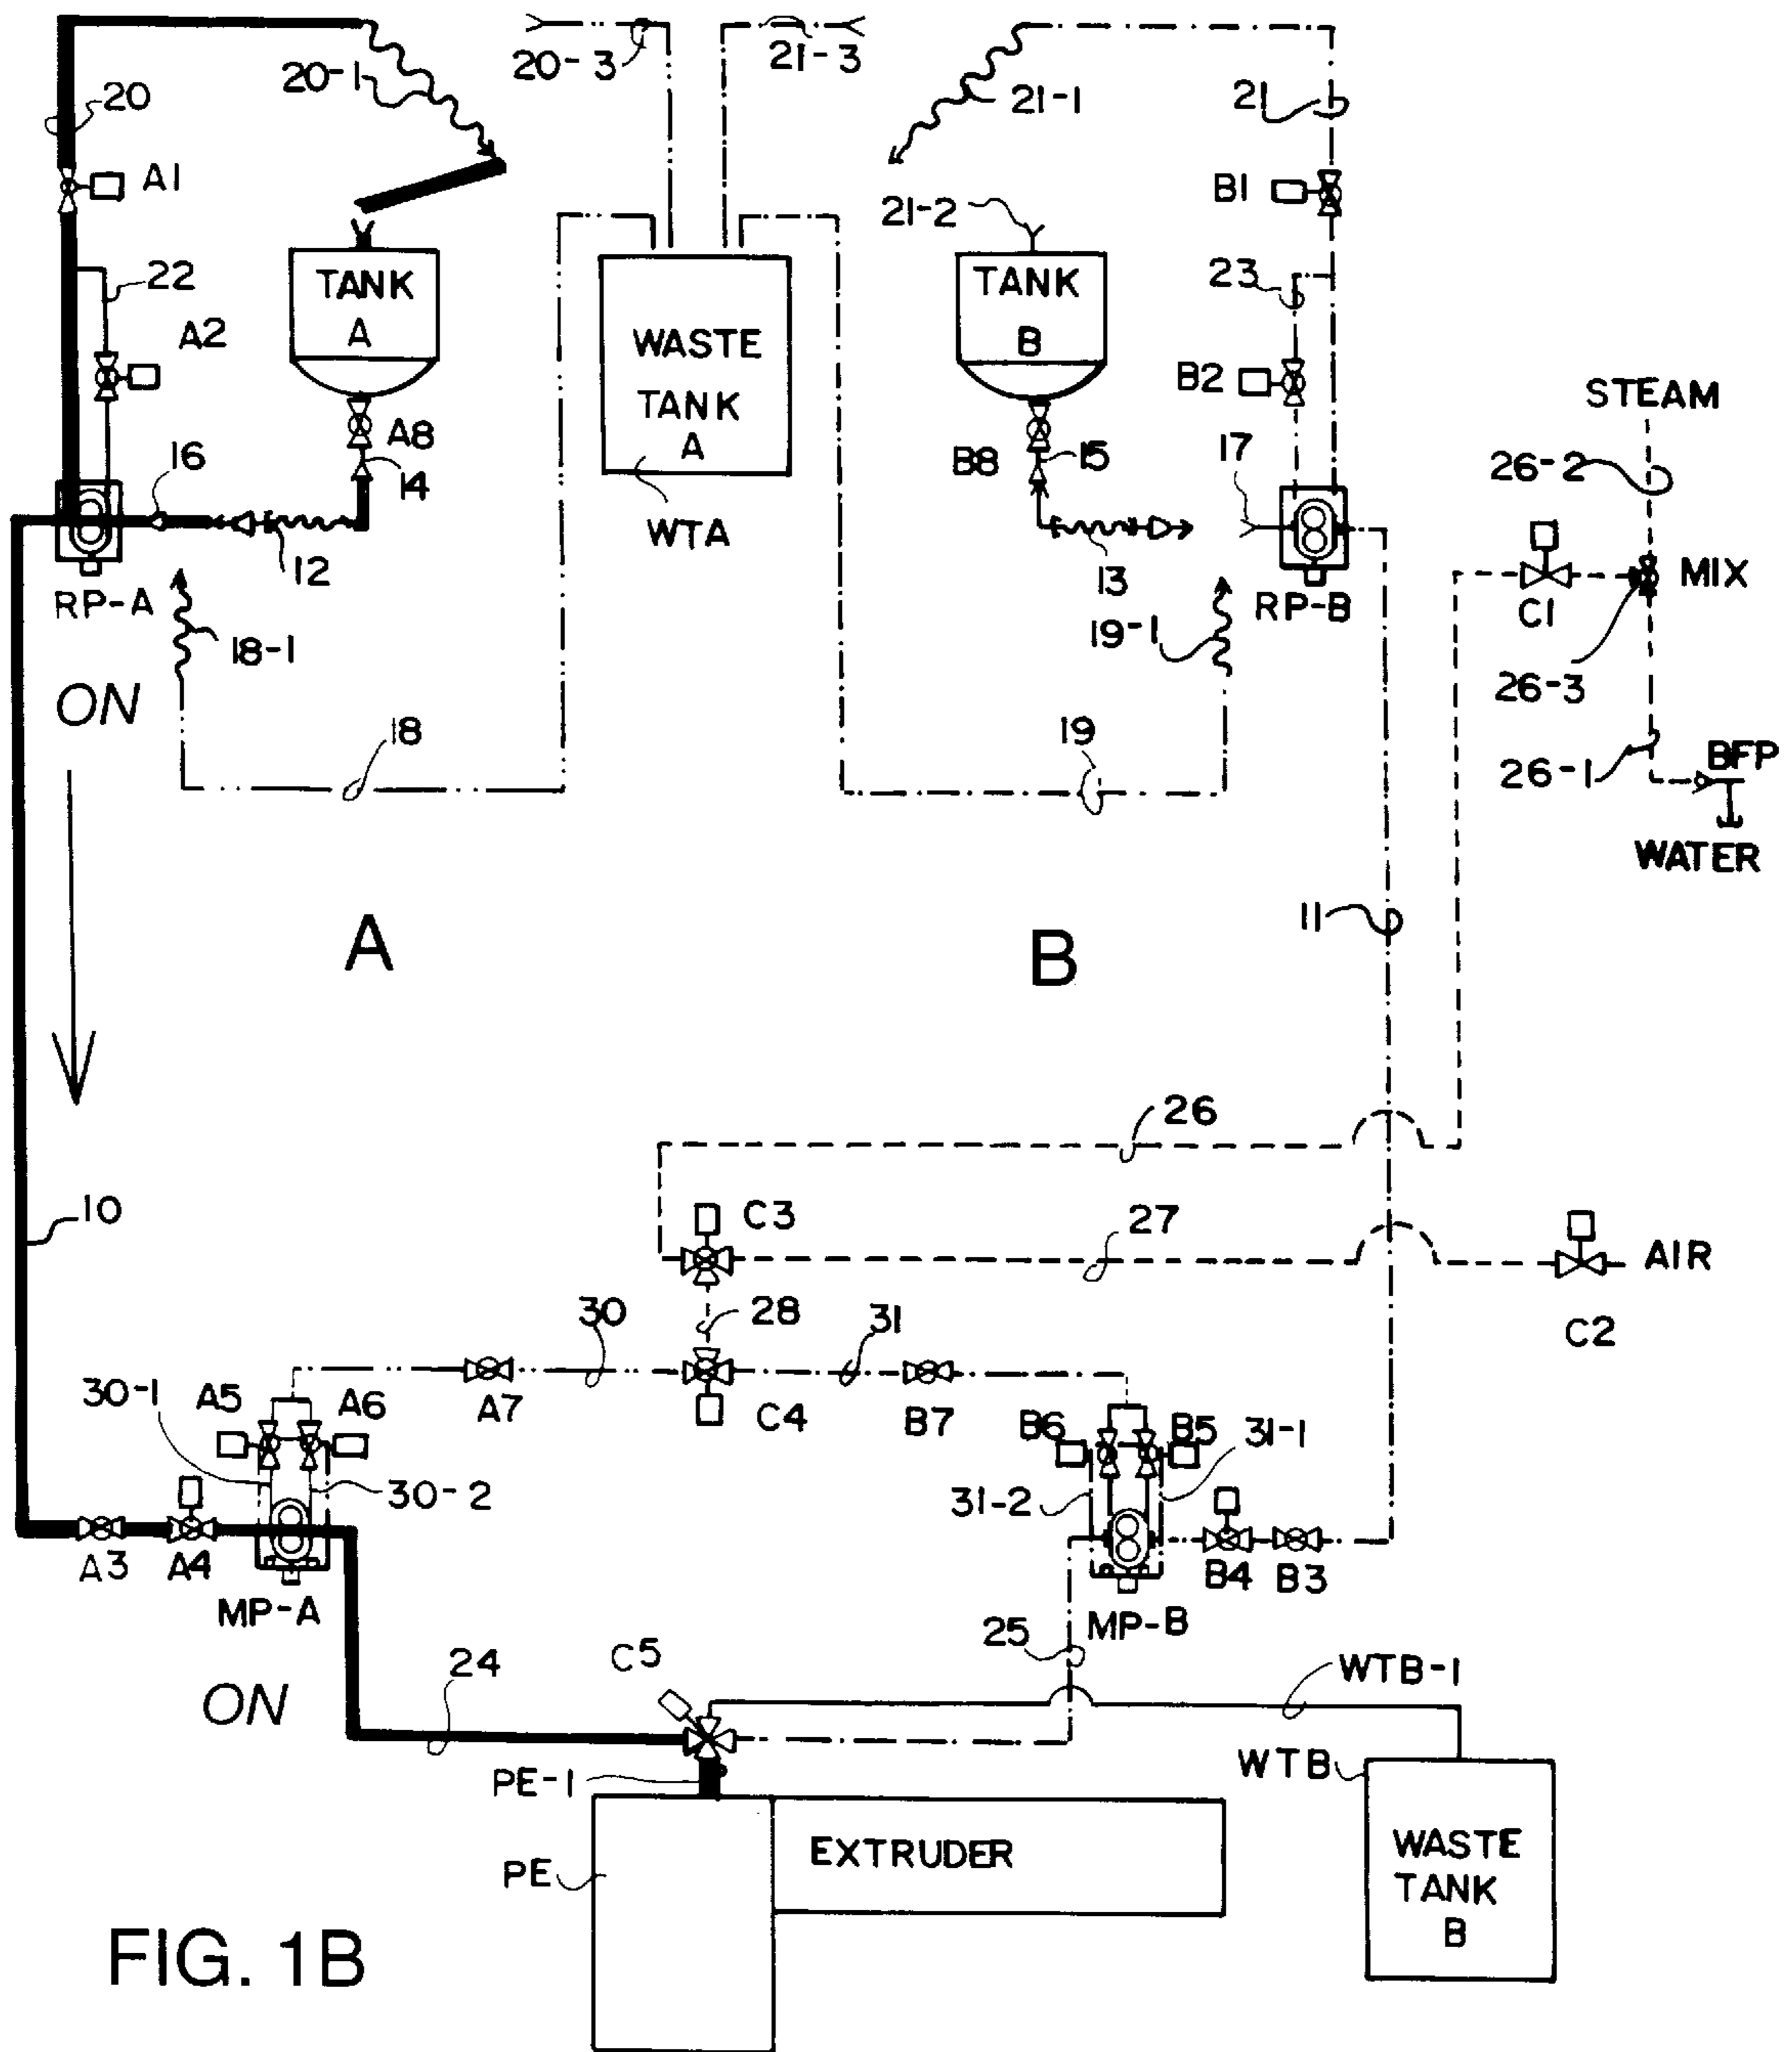 20-1
20-3
21-3
21-1
21
20
A1
B1
21-2
22
23
A2
TANK
A
WASTE
TANK
A
TANK
B
B2
STEAM
A8
16
14
B8
15
17
26-2
WTA
12
13
MIX
C1
RP-A
RP-B
18-1
19-1
26-3
ON
18
19
26-1
BFP
WATER
11
A
B
26
10
C3
27
AIR
30
28
31
C2
30-1
A5
A6
A7
C4
B7
B6
B5
31-1
30-2
31-2
A3
A4
B4
B3
MP-A
MP-B
25
24
C5
WTB-1
ON
WTB
PE-1
EXTRUDER
PE
WASTE
TANK
B
FIG. 1B